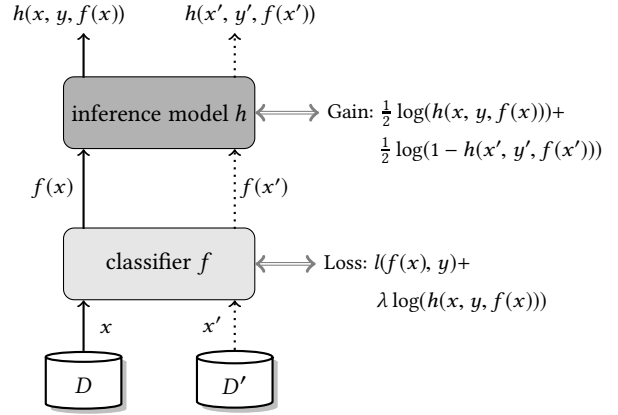 h(x, y, f(x)) h(x′, y′, f(x′))
inference model h
Gain: 1/2 log(h(x, y, f(x)))+
1/2 log(1 − h(x′, y′, f(x′)))
f(x) f(x′)
classifier f
Loss: l(f(x), y)+
λ log(h(x, y, f(x)))
x x′
D D′